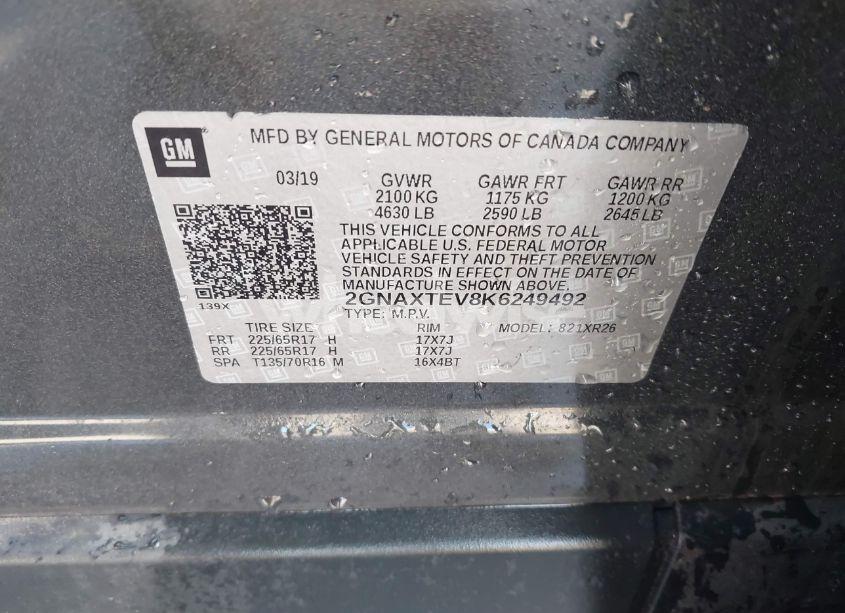 GM
MFD BY GENERAL MOTORS OF CANADA COMPANY
03/19 GVWR GAWR FRT GAWR RR
2100 KG 1175 KG 1200 KG
4630 LB 2590 LB 2645 LB
THIS VEHICLE CONFORMS TO ALL
APPLICABLE U.S. FEDERAL MOTOR
VEHICLE SAFETY AND THEFT PREVENTION
STANDARDS IN EFFECT ON THE DATE OF
MANUFACTURE SHOWN ABOVE.
139X
2GNAXTEV8K6249492
TYPE: M.P.V.
TIRE SIZE RIM MODEL: 821XR26
FRT 225/65R17 H 17X7J
RR 225/65R17 H 17X7J
SPA T135/70R16 M 16X4BT